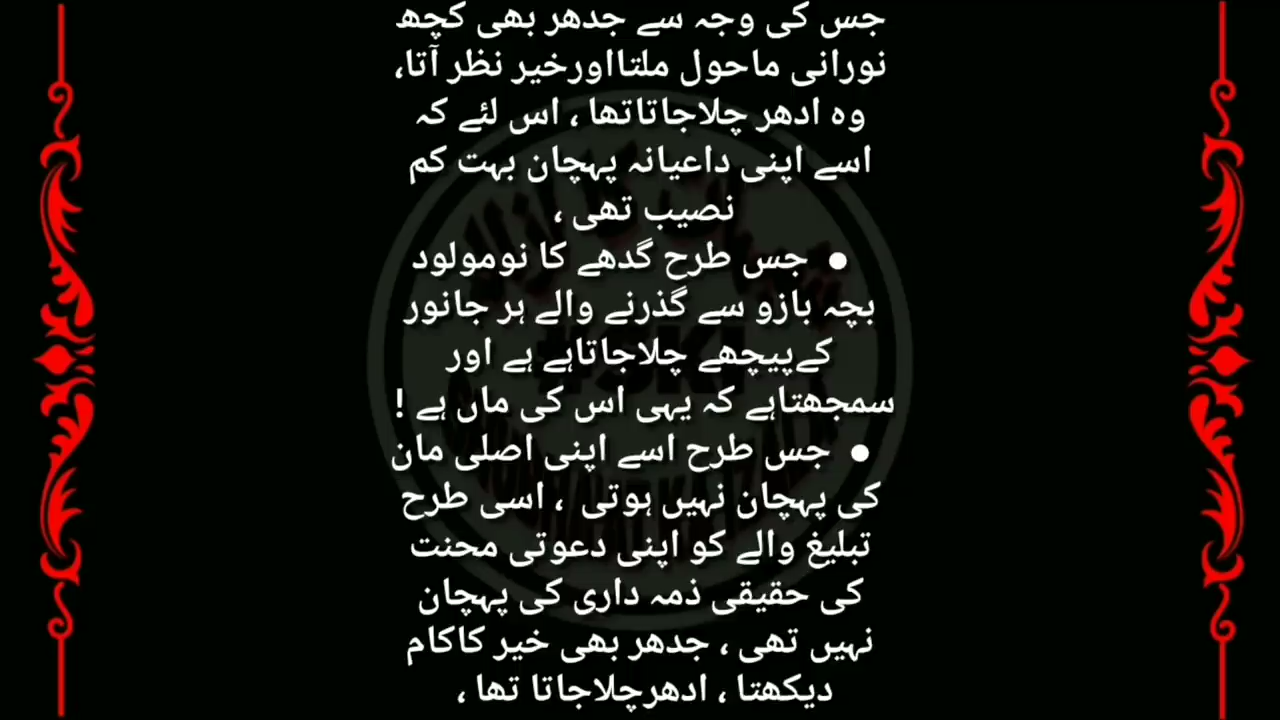 جس کی وجہ سے جدھر بھی کچھ
نورانی ماحول ملتااورخیر نظر آتا،
وہ ادھر چلاجاتاتھا ، اس لئے کہ
اسے اپنی داعیانہ پہچان بہت کم
نصیب تھی ،
● جس طرح گدھے کا نومولود
بچہ بازو سے گذرنے والے ہر جانور
کےپیچھے چلاجاتاہے ہے اور
سمجھتاہے کہ یہی اس کی ماں ہے !
● جس طرح اسے اپنی اصلی مان
کی پہچان نہیں ہوتی ، اسی طرح
تبلیغ والے کو اپنی دعوتی محنت
کی حقیقی ذمہ داری کی پہچان
نہیں تھی ، جدھر بھی خیر کاکام
دیکھتا ، ادھرچلاجاتا تھا ،